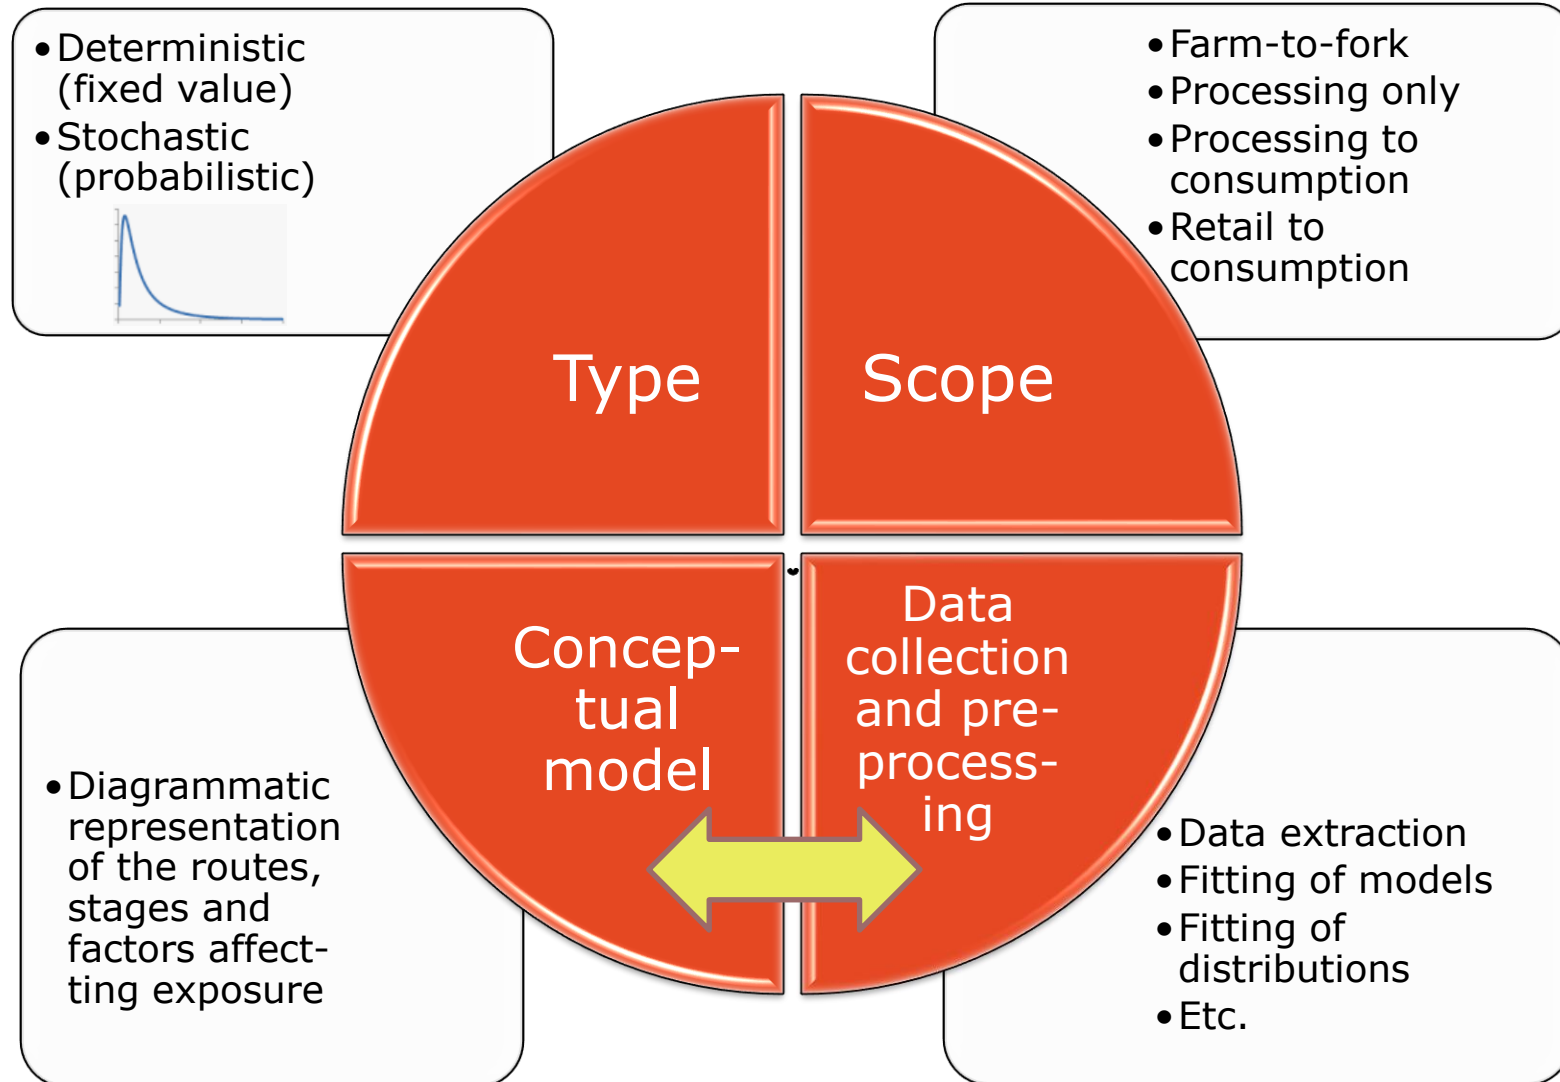 • Deterministic
(fixed value)
• Stochastic
(probabilistic)
• Farm-to-fork
• Processing only
• Processing to
consumption
• Retail to
consumption
Type
Scope
Concep-
tual
model
Data
collection
and pre-
process-
ing
• Diagrammatic
representation
of the routes,
stages and
factors affect-
ting exposure
• Data extraction
• Fitting of models
• Fitting of
distributions
• Etc.